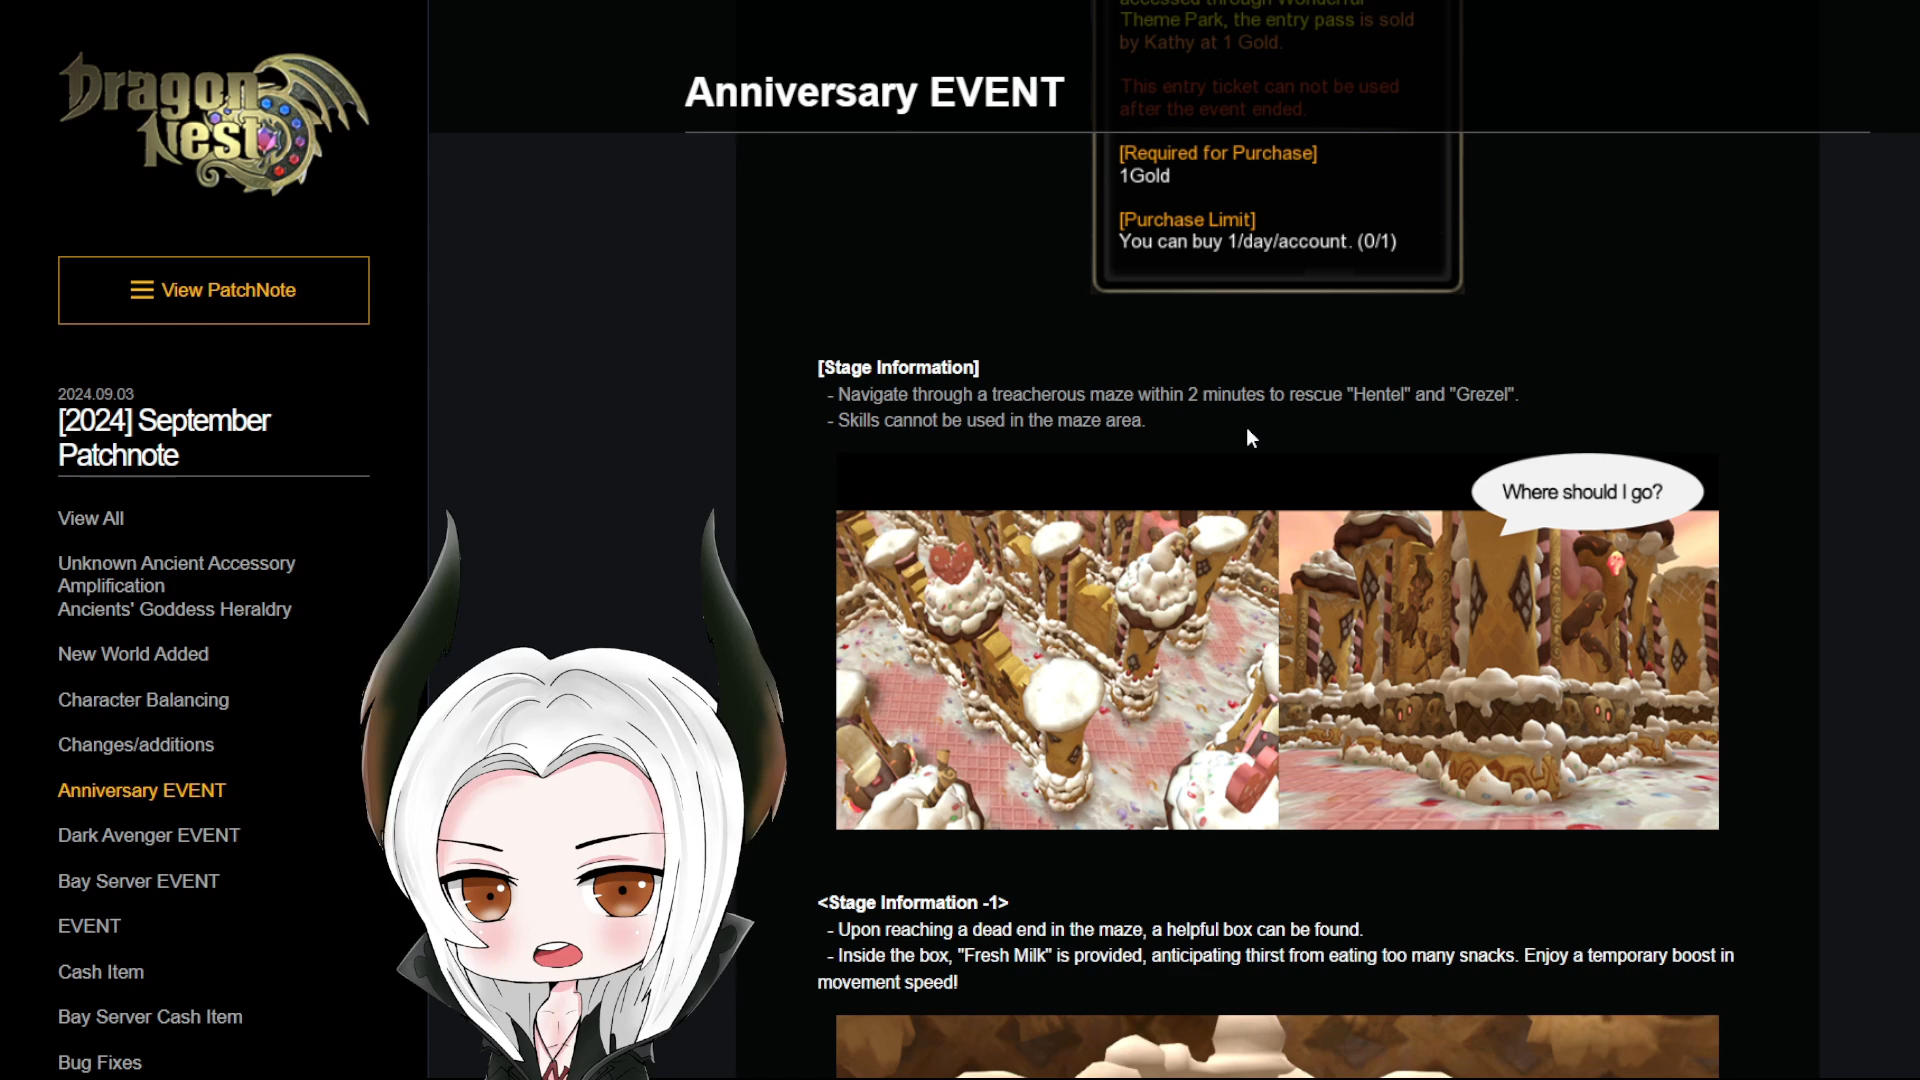 Dragon
Nest
View PatchNote
2024.09.03
[2024] September
Patchnote
View All
Unknown Ancient Accessory
Amplification
Ancients' Goddess Heraldry
New World Added
Character Balancing
Changes/additions
Anniversary EVENT
Dark Avenger EVENT
Bay Server EVENT
EVENT
Cash Item
Bay Server Cash Item
Bug Fixes
Anniversary EVENT
accessed through Wonderful
Theme Park, the entry pass is sold
by Kathy at 1 Gold.
This entry ticket can not be used
after the event ended.
[Required for Purchase]
1Gold
[Purchase Limit]
You can buy 1/day/account. (0/1)
[Stage Information]
- Navigate through a treacherous maze within 2 minutes to rescue "Hentel" and "Grezel".
- Skills cannot be used in the maze area.
Where should I go?
<Stage Information -1>
- Upon reaching a dead end in the maze, a helpful box can be found.
- Inside the box, "Fresh Milk" is provided, anticipating thirst from eating too many snacks. Enjoy a temporary boost in
movement speed!